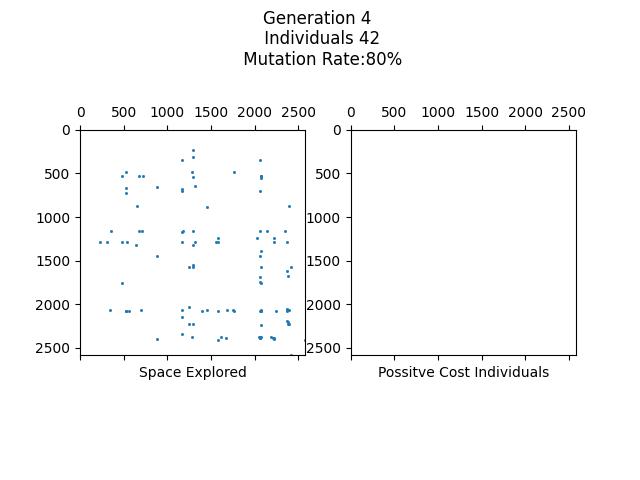 Generation 4
Individuals 42
Mutation Rate:80%
0 500 1000 1500 2000 2500
0 500 1000 1500 2000 2500
0
500
1000
1500
2000
2500
Space Explored
0
500
1000
1500
2000
2500
Possitve Cost Individuals